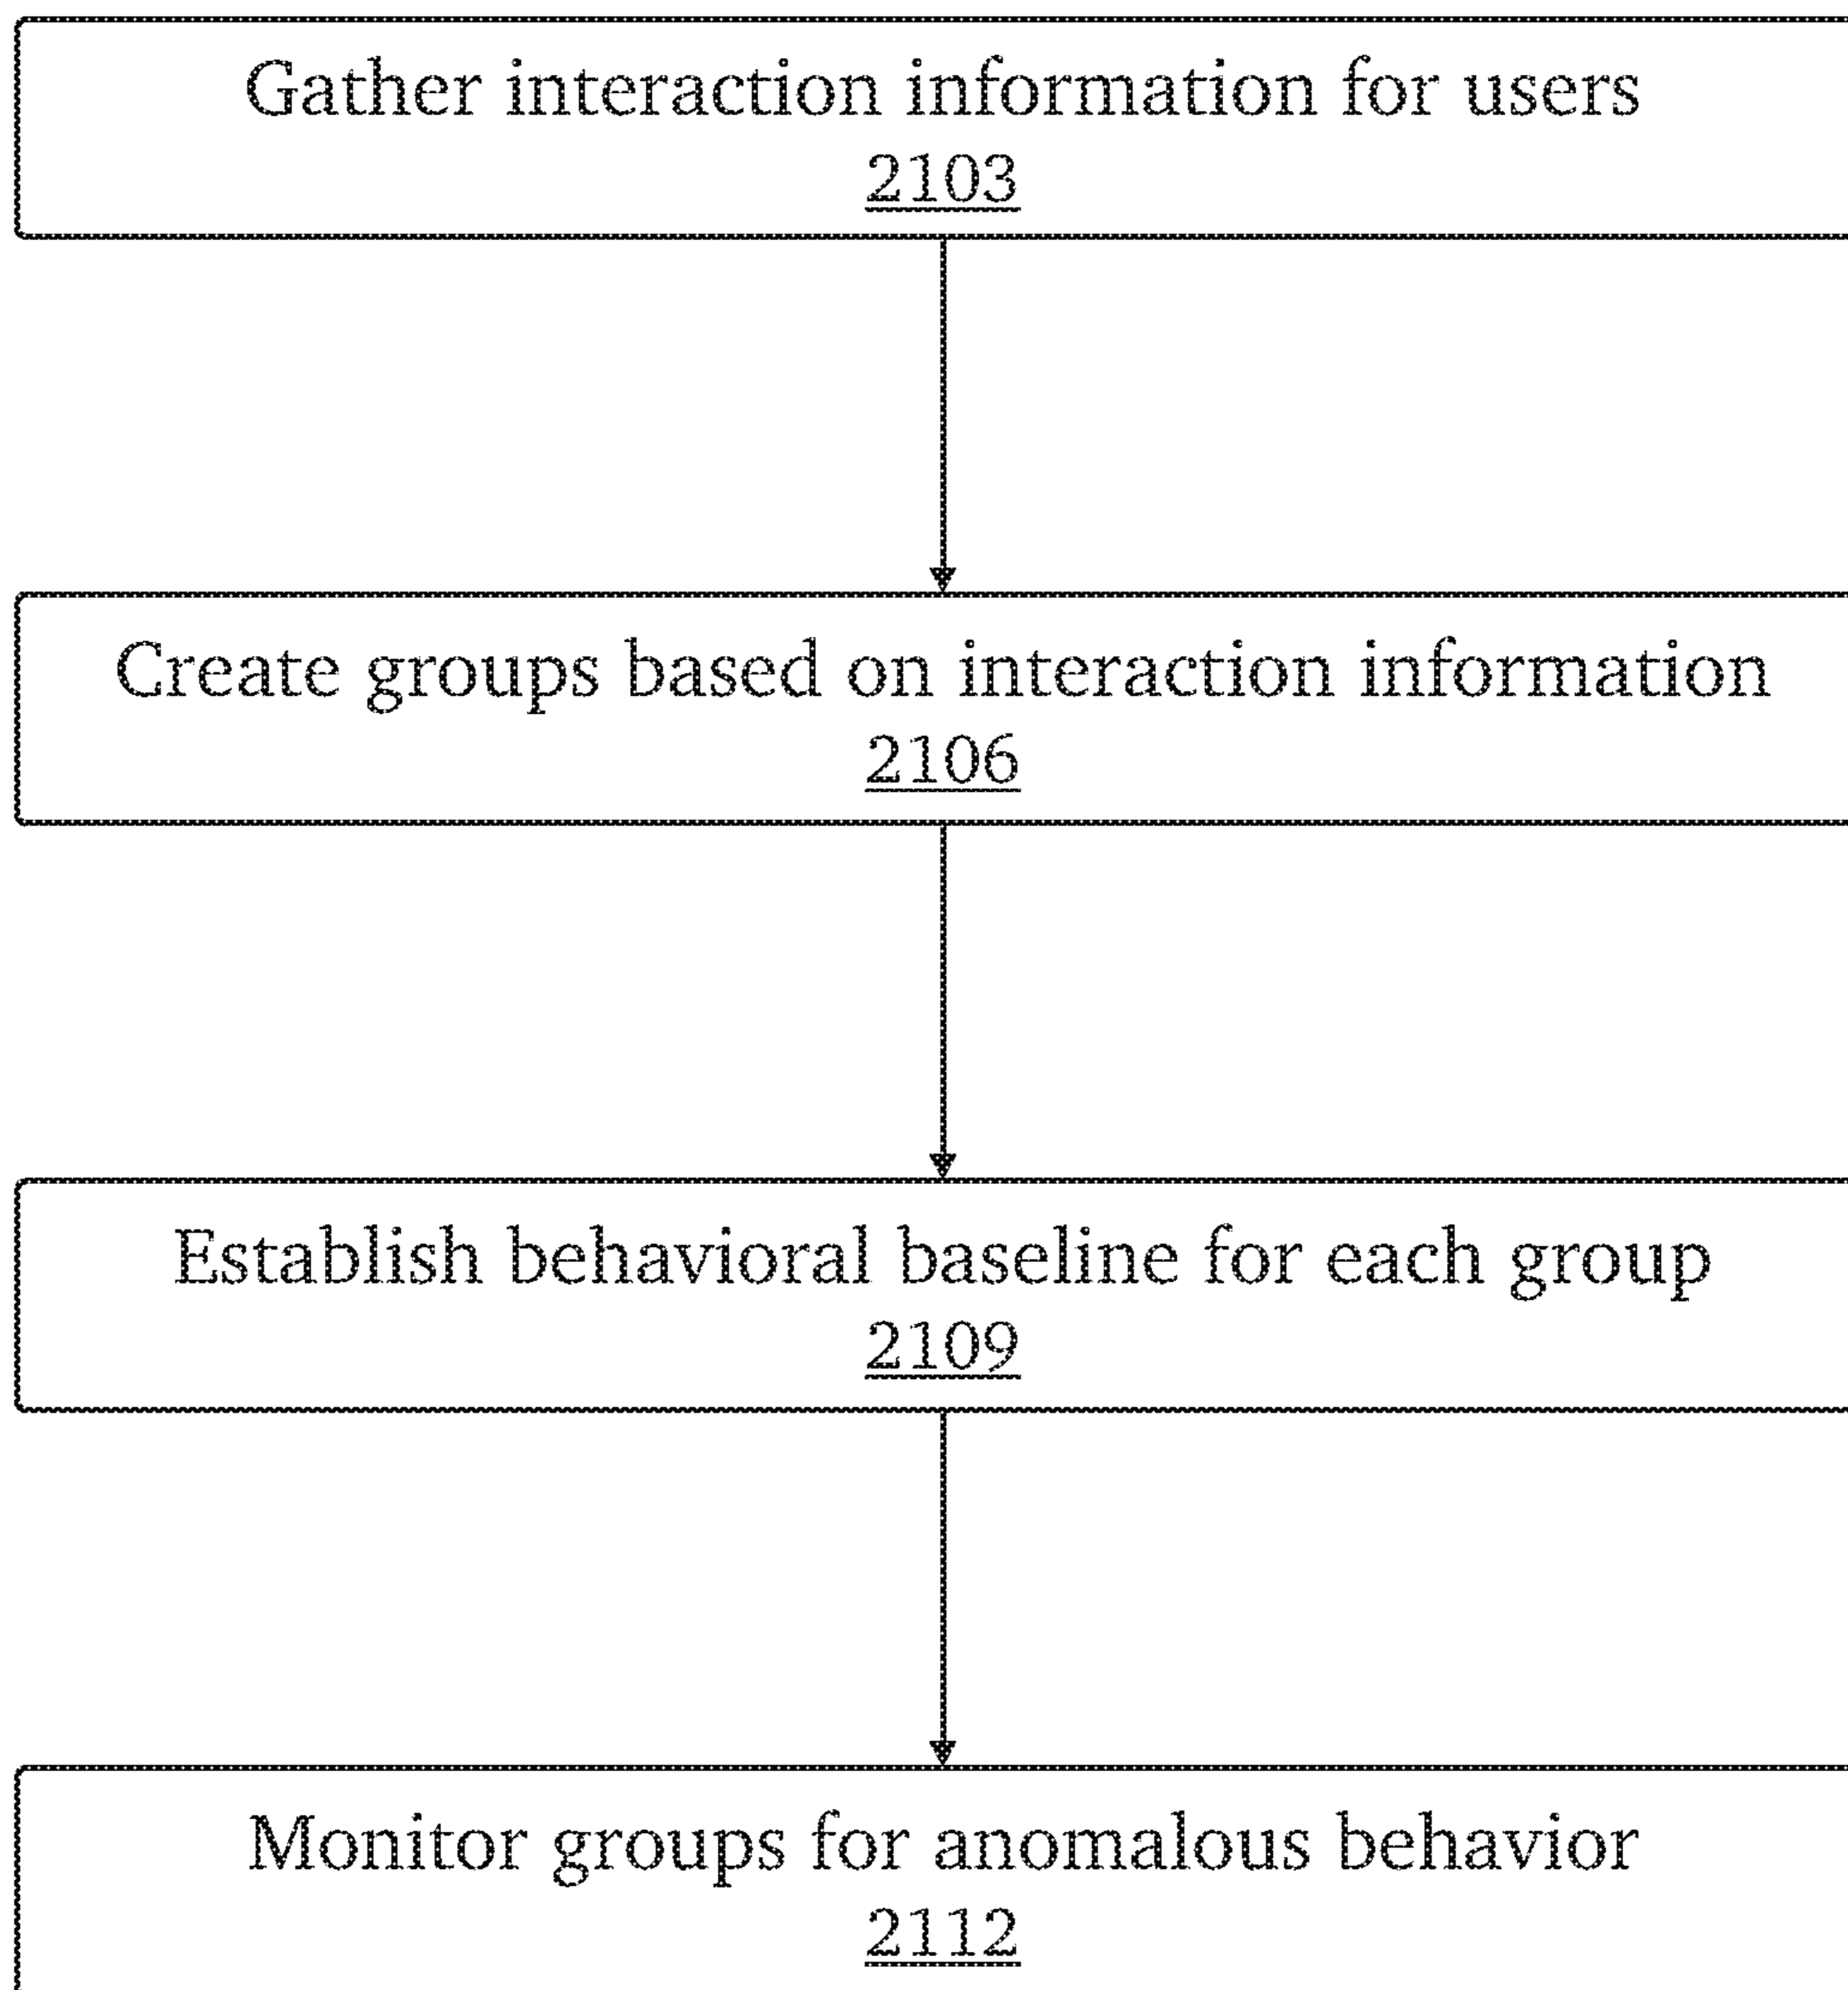 Gather interaction information for users
2103
Create groups based on interaction information
2106
Establish behavioral baseline for each group
2109
Monitor groups for anomalous behavior
2112